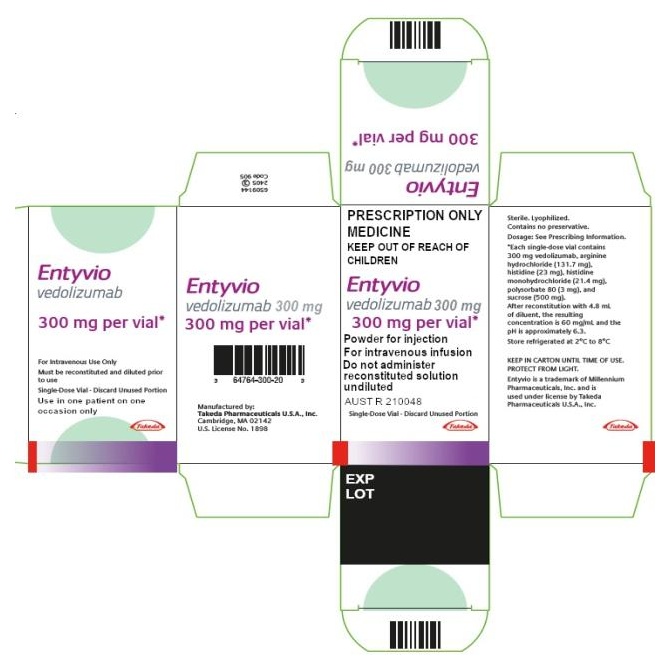 300 mg per vial*
vedolizumab 300 mg
Entyvio
6509144
2405 3
Code 905
Entyvio
vedolizumab
300 mg per vial*
For Intravenous Use Only
Must be reconstituted and diluted prior
to use
Single-Dose Vial - Discard Unused Portion
Use in one patient on one
occasion only
Takeda
Entyvio
vedolizumab 300 mg
300 mg per vial*
3 64764-300-20 3
Manufactured by:
Takeda Pharmaceuticals U.S.A., Inc.
Cambridge, MA 02142
U.S. License No. 1898
PRESCRIPTION ONLY
MEDICINE
KEEP OUT OF REACH OF
CHILDREN
Entyvio
vedolizumab 300 mg
300 mg per vial*
Powder for injection
For intravenous infusion
Do not administer
reconstituted solution
undiluted
AUST R 210048
Single-Dose Vial - Discard Unused Portion
Takeda
EXP
LOT
Sterile. Lyophilized.
Contains no preservative.
Dosage: See Prescribing Information.
*Each single-dose vial contains
300 mg vedolizumab, arginine
hydrochloride (131.7 mg),
histidine (23 mg), histidine
monohydrochloride (21.4 mg),
polysorbate 80 (3 mg), and
sucrose (500 mg).
After reconstitution with 4.8 mL
of diluent, the resulting
concentration is 60 mg/mL and the
pH is approximately 6.3.
Store refrigerated at 2°C to 8°C
KEEP IN CARTON UNTIL TIME OF USE.
PROTECT FROM LIGHT.
Entyvio is a trademark of Millennium
Pharmaceuticals, Inc. and is
used under license by Takeda
Pharmaceuticals U.S.A., Inc.
Takeda